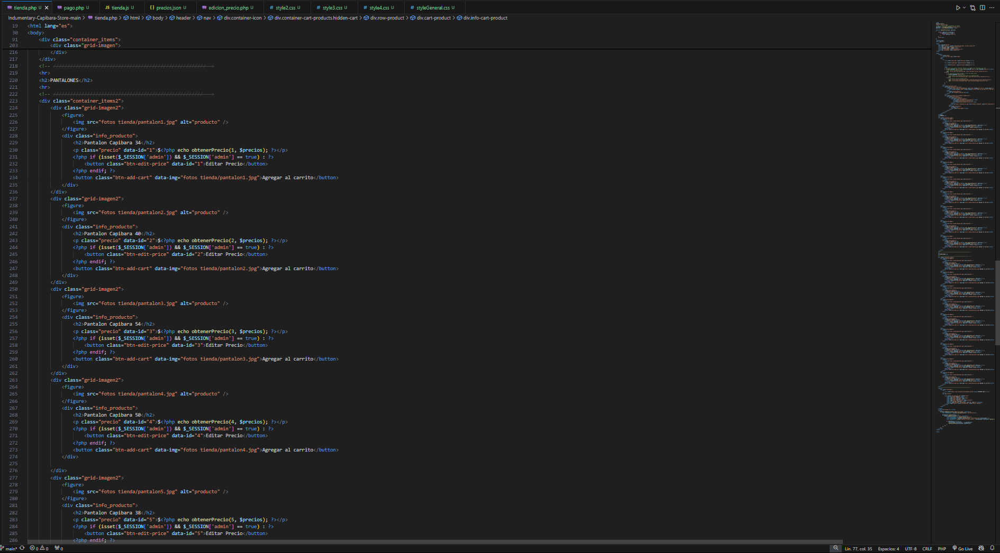 tienda.php U
pago.php U
JS tienda.js U
{} precios.json U
edicion_precio.php U
# style2.css U
# style3.css U
# style4.css U
# styleGeneral.css U
Indumentary-Capibara-Store-main > tienda.php > html > body > header > nav > div.container-icon > div.container-cart-products.hidden-cart > div.row-product > div.cart-product > div.info-cart-product
19 <html lang="es">
30 <body>
91 <div class="container_items">
203 <div class="grid-imagen">
216 </div>
217 </div>
218 <!-- ////////////////////////////////////////////////////// -->
219 <hr>
220 <h2>PANTALONES</h2>
221 <hr>
222 <!-- ///////////////////////////////////////////////////// -->
223 <div class="container_items2">
224 <div class="grid-imagen2">
225 <figure>
226 <img src="fotos tienda/pantalon1.jpg" alt="producto" />
227 </figure>
228 <div class="info_producto">
229 <h2>Pantalon Capibara 34</h2>
230 <p class="precio" data-id="1">$<?php echo obtenerPrecio(1, $precios); ?></p>
231 <?php if (isset($_SESSION['admin']) && $_SESSION['admin'] == true) : ?>
232 <button class="btn-edit-price" data-id="1">Editar Precio</button>
233 <?php endif; ?>
234 <button class="btn-add-cart" data-img="fotos tienda/pantalon1.jpg">Agregar al carrito</button>
235 </div>
236 </div>
237 <div class="grid-imagen2">
238 <figure>
239 <img src="fotos tienda/pantalon2.jpg" alt="producto" />
240 </figure>
241 <div class="info_producto">
242 <h2>Pantalon Capibara 40</h2>
243 <p class="precio" data-id="2">$<?php echo obtenerPrecio(2, $precios); ?></p>
244 <?php if (isset($_SESSION['admin']) && $_SESSION['admin'] == true) : ?>
245 <button class="btn-edit-price" data-id="2">Editar Precio</button>
246 <?php endif; ?>
247 <button class="btn-add-cart" data-img="fotos tienda/pantalon2.jpg">Agregar al carrito</button>
248 </div>
249 </div>
250 <div class="grid-imagen2">
251 <figure>
252 <img src="fotos tienda/pantalon3.jpg" alt="producto" />
253 </figure>
254 <div class="info_producto">
255 <h2>Pantalon Capibara 54</h2>
256 <p class="precio" data-id="3">$<?php echo obtenerPrecio(3, $precios); ?></p>
257 <?php if (isset($_SESSION['admin']) && $_SESSION['admin'] == true) : ?>
258 <button class="btn-edit-price" data-id="3">Editar Precio</button>
259 <?php endif; ?>
260 <button class="btn-add-cart" data-img="fotos tienda/pantalon3.jpg">Agregar al carrito</button>
261 </div>
262 </div>
263 <div class="grid-imagen2">
264 <figure>
265 <img src="fotos tienda/pantalon4.jpg" alt="producto" />
266 </figure>
267 <div class="info_producto">
268 <h2>Pantalon Capibara 50</h2>
269 <p class="precio" data-id="4">$<?php echo obtenerPrecio(4, $precios); ?></p>
270 <?php if (isset($_SESSION['admin']) && $_SESSION['admin'] == true) : ?>
271 <button class="btn-edit-price" data-id="4">Editar Precio</button>
272 <?php endif; ?>
273 <button class="btn-add-cart" data-img="fotos tienda/pantalon4.jpg">Agregar al carrito</button>
274 </div>
275
276 </div>
277 <div class="grid-imagen2">
278 <figure>
279 <img src="fotos tienda/pantalon5.jpg" alt="producto" />
280 </figure>
281 <div class="info_producto">
282 <h2>Pantalon Capibara 38</h2>
283 <p class="precio" data-id="5">$<?php echo obtenerPrecio(5, $precios); ?></p>
284 <?php if (isset($_SESSION['admin']) && $_SESSION['admin'] == true) : ?>
285 <button class="btn-edit-price" data-id="5">Editar Precio</button>
286 <?php endif; ?>
main* 0 0 0 Lín. 77, col. 35 Espacios: 4 UTF-8 CRLF PHP Go Live